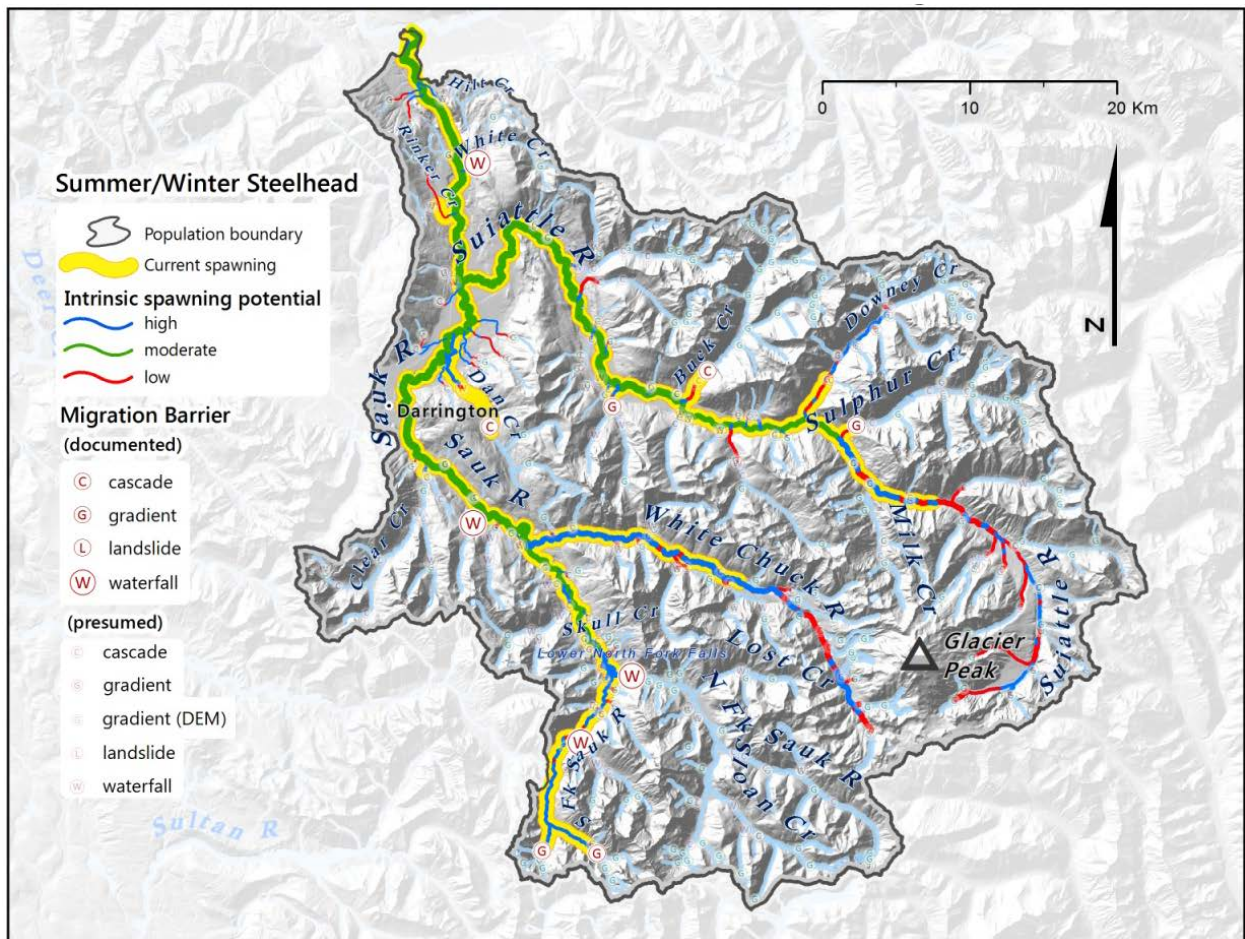 0 10 20 Km
N
Summer/Winter Steelhead
Population boundary
Current spawning
Intrinsic spawning potential
high
moderate
low
Migration Barrier
(documented)
C cascade
G gradient
L landslide
W waterfall
(presumed)
C cascade
G gradient
G gradient (DEM)
L landslide
W waterfall
Hilt Cr
White Cr
W
Rinker Cr
Suiattle R
Deer
Downey Cr
Buck Cr
C
Sulphur Cr
G
G
Sauk R
Dan Cr
Darrington
C
Sauk R
W
White Chuck R
Milk Cr
Suiattle R
Clear Cr
Skull Cr
Lower North Fork Falls
Lost Cr
Glacier
Peak
W
N Fk Sauk R
W
S Fk Sauk R
Sloan Cr
G
G
Sultan R